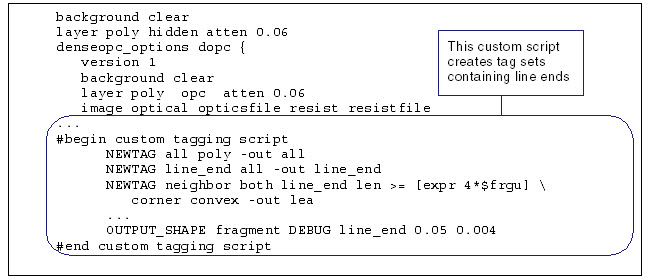 background clear
layer poly hidden atten 0.06
denseopc_options dopc {
version 1
background clear
layer poly opc atten 0.06
image optical opticsfile resist resistfile
This custom script
creates tag sets
containing line ends
...
#begin custom tagging script
NEWTAG all poly -out all
NEWTAG line_end all -out line_end
NEWTAG neighbor both line_end len >= [expr 4*$frgu] \
corner convex -out lea
...
OUTPUT_SHAPE fragment DEBUG line_end 0.05 0.004
#end custom tagging script